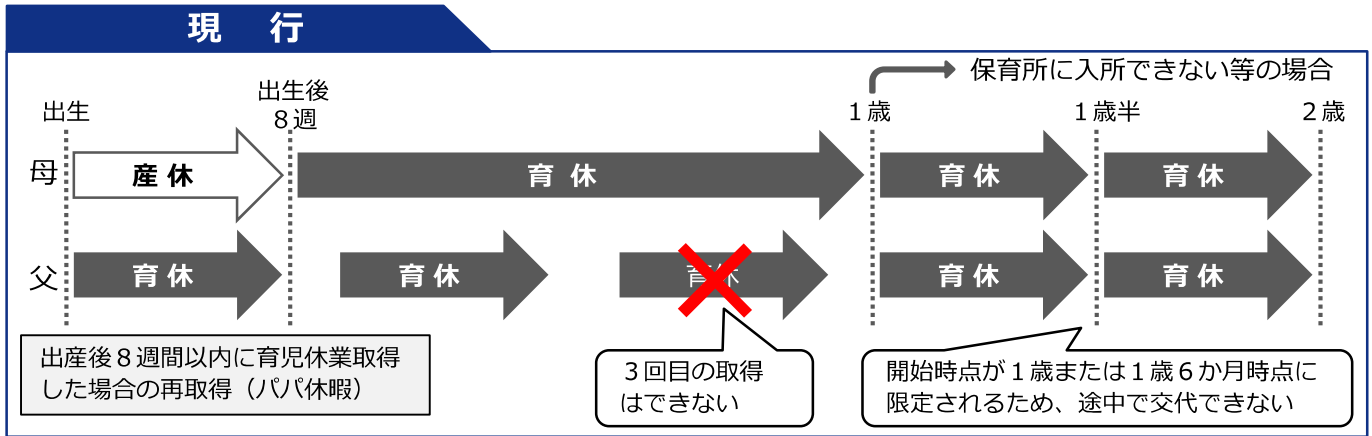 現　行
保育所に入所できない等の場合
出生
出生後
８週
１歳
１歳半
２歳
母
産 休
育 休
育 休
育 休
父
育 休
育 休
育休
育 休
育 休
出産後８週間以内に育児休業取得
した場合の再取得（パパ休暇）
３回目の取得
はできない
開始時点が１歳または１歳６か月時点に
限定されるため、途中で交代できない